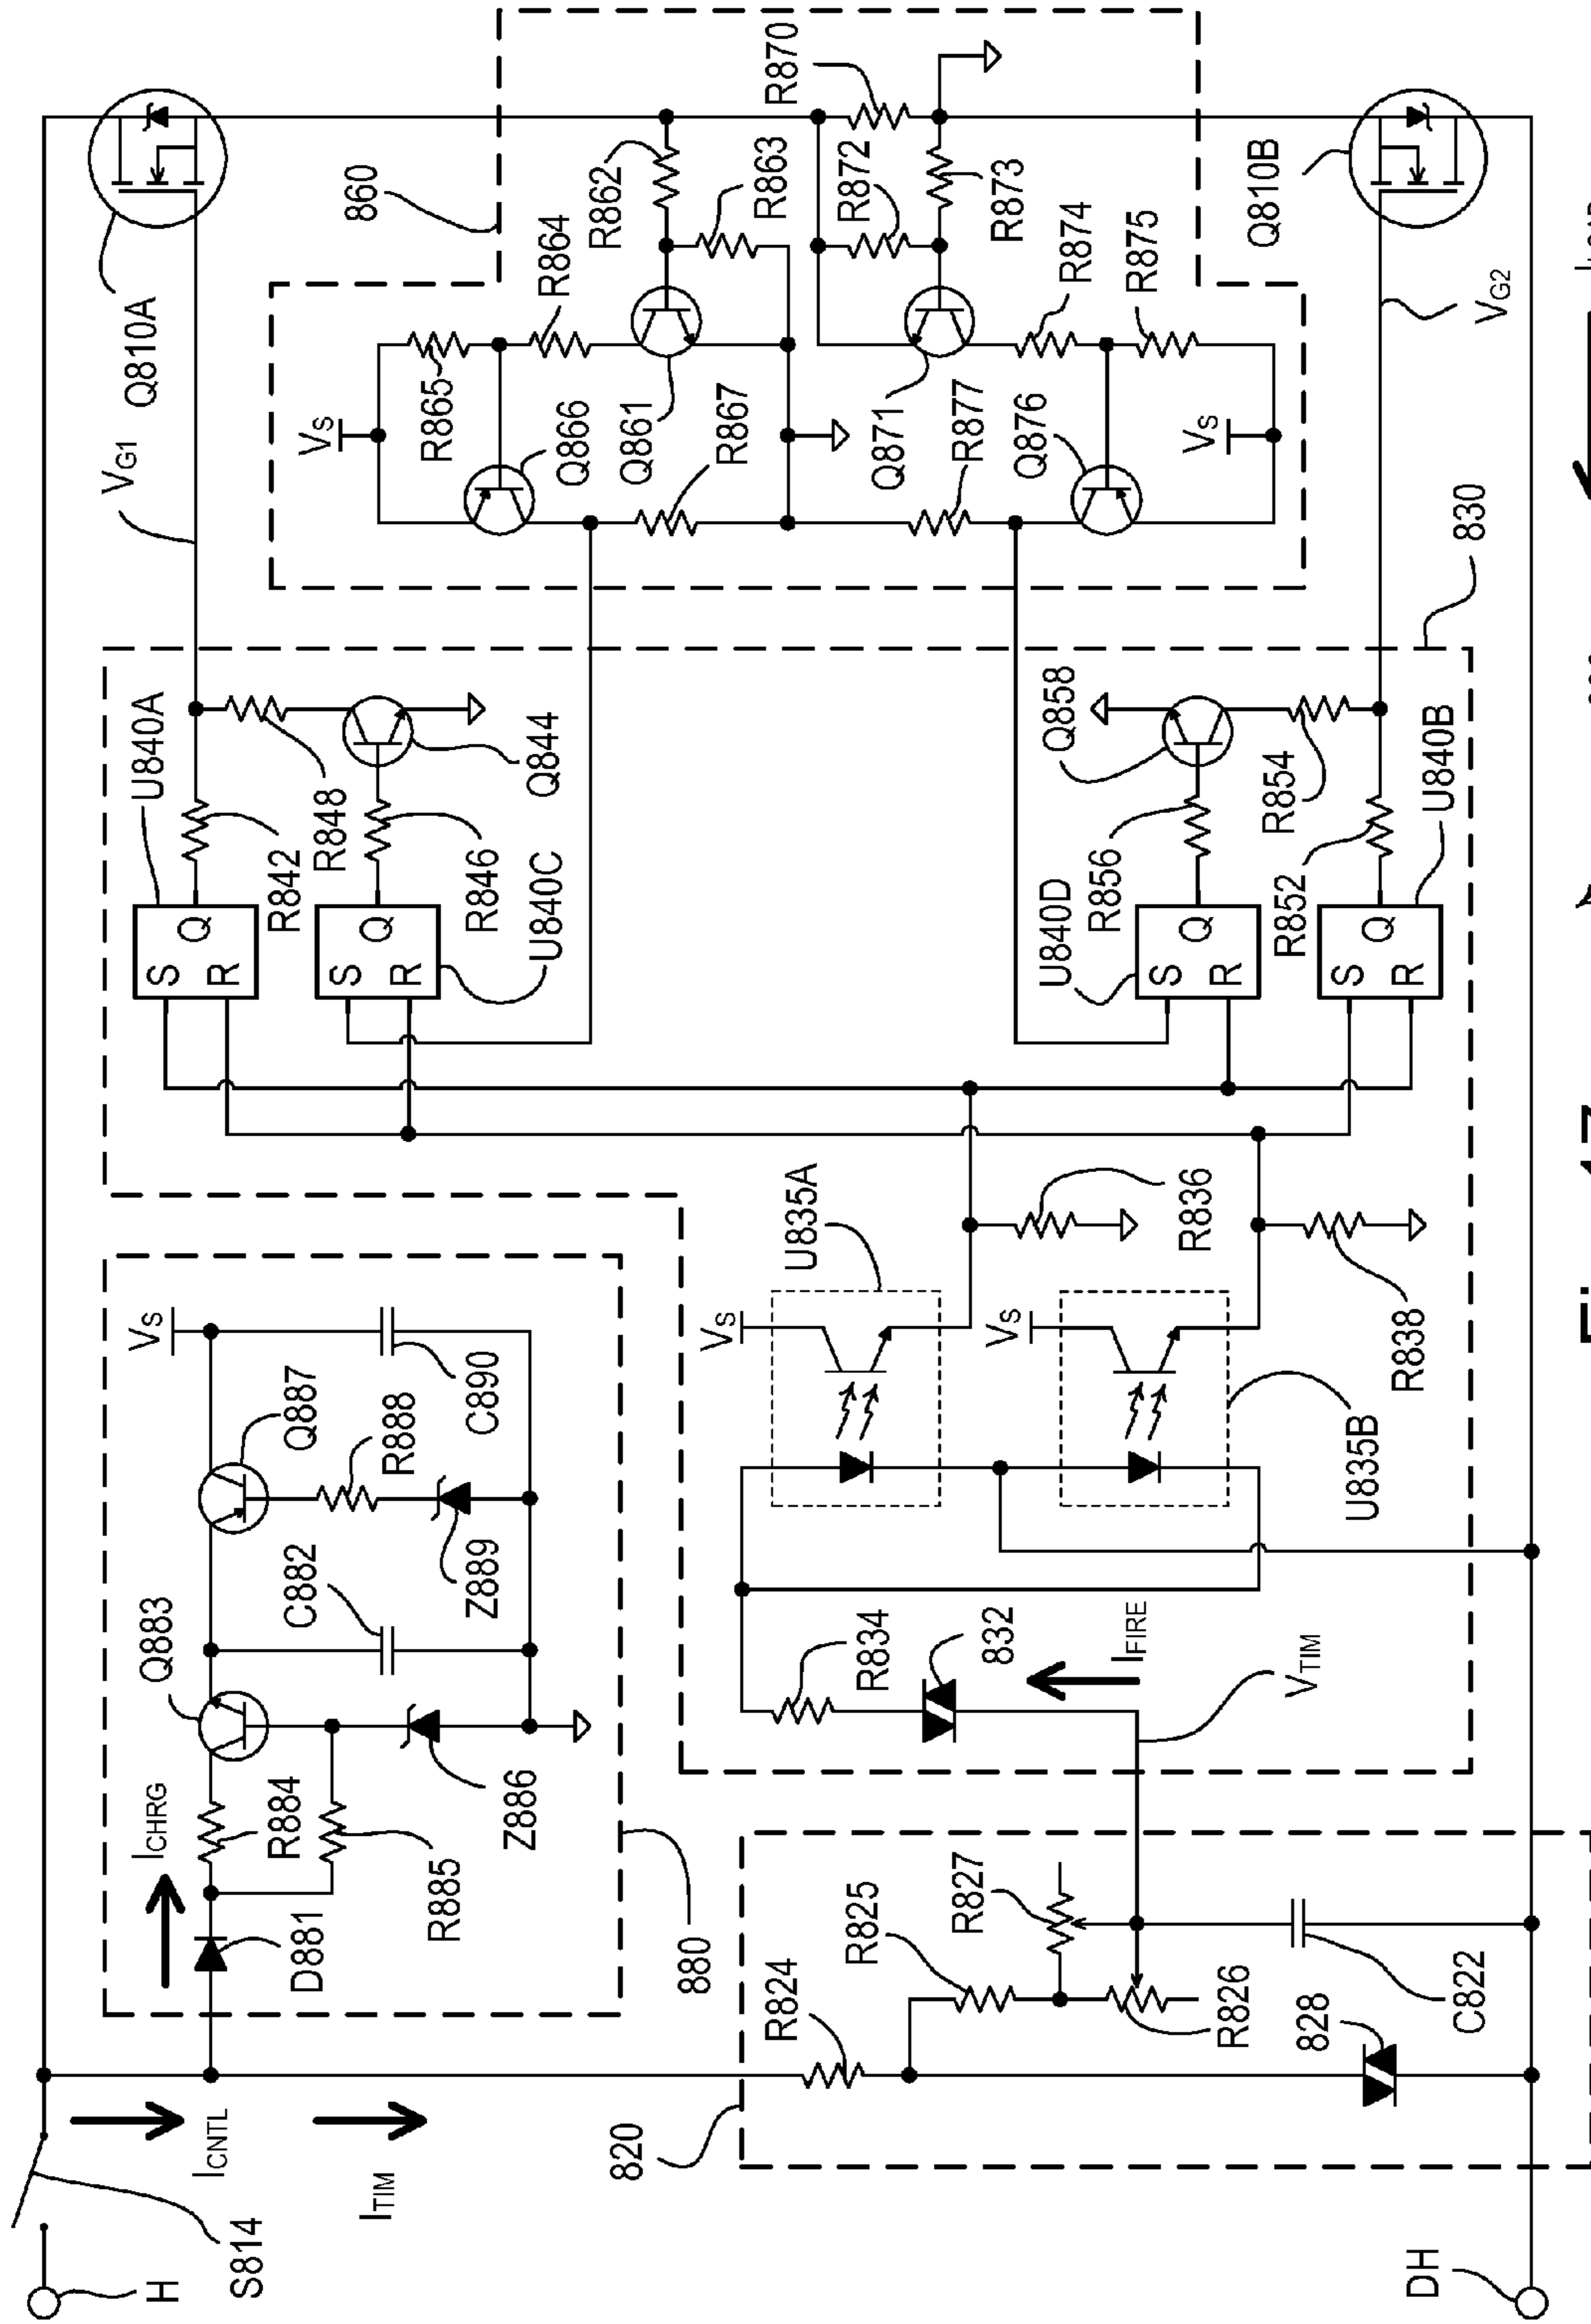 H
S814
ICNTL
ITIM
ICHRG
D881
R884
R885
Q883
Z886
C882
Q887
R888
Z889
C890
VS
880
820
R824
R825
R827
R826
828
C822
DH
VTIM
IFIRE
832
R834
U835A
VS
VS
U835B
R836
R838
830
U840A
S
R
Q
R842
R848
S
R
Q
R846
U840C
Q844
U840D
S
R
Q
R856
Q858
R854
R852
S
R
Q
U840B
VG1
Q810A
860
VS
R865
R864
Q866
Q861
R867
R862
R863
R870
R872
R873
R874
R875
Q871
R877
Q876
VS
Q810B
VG2